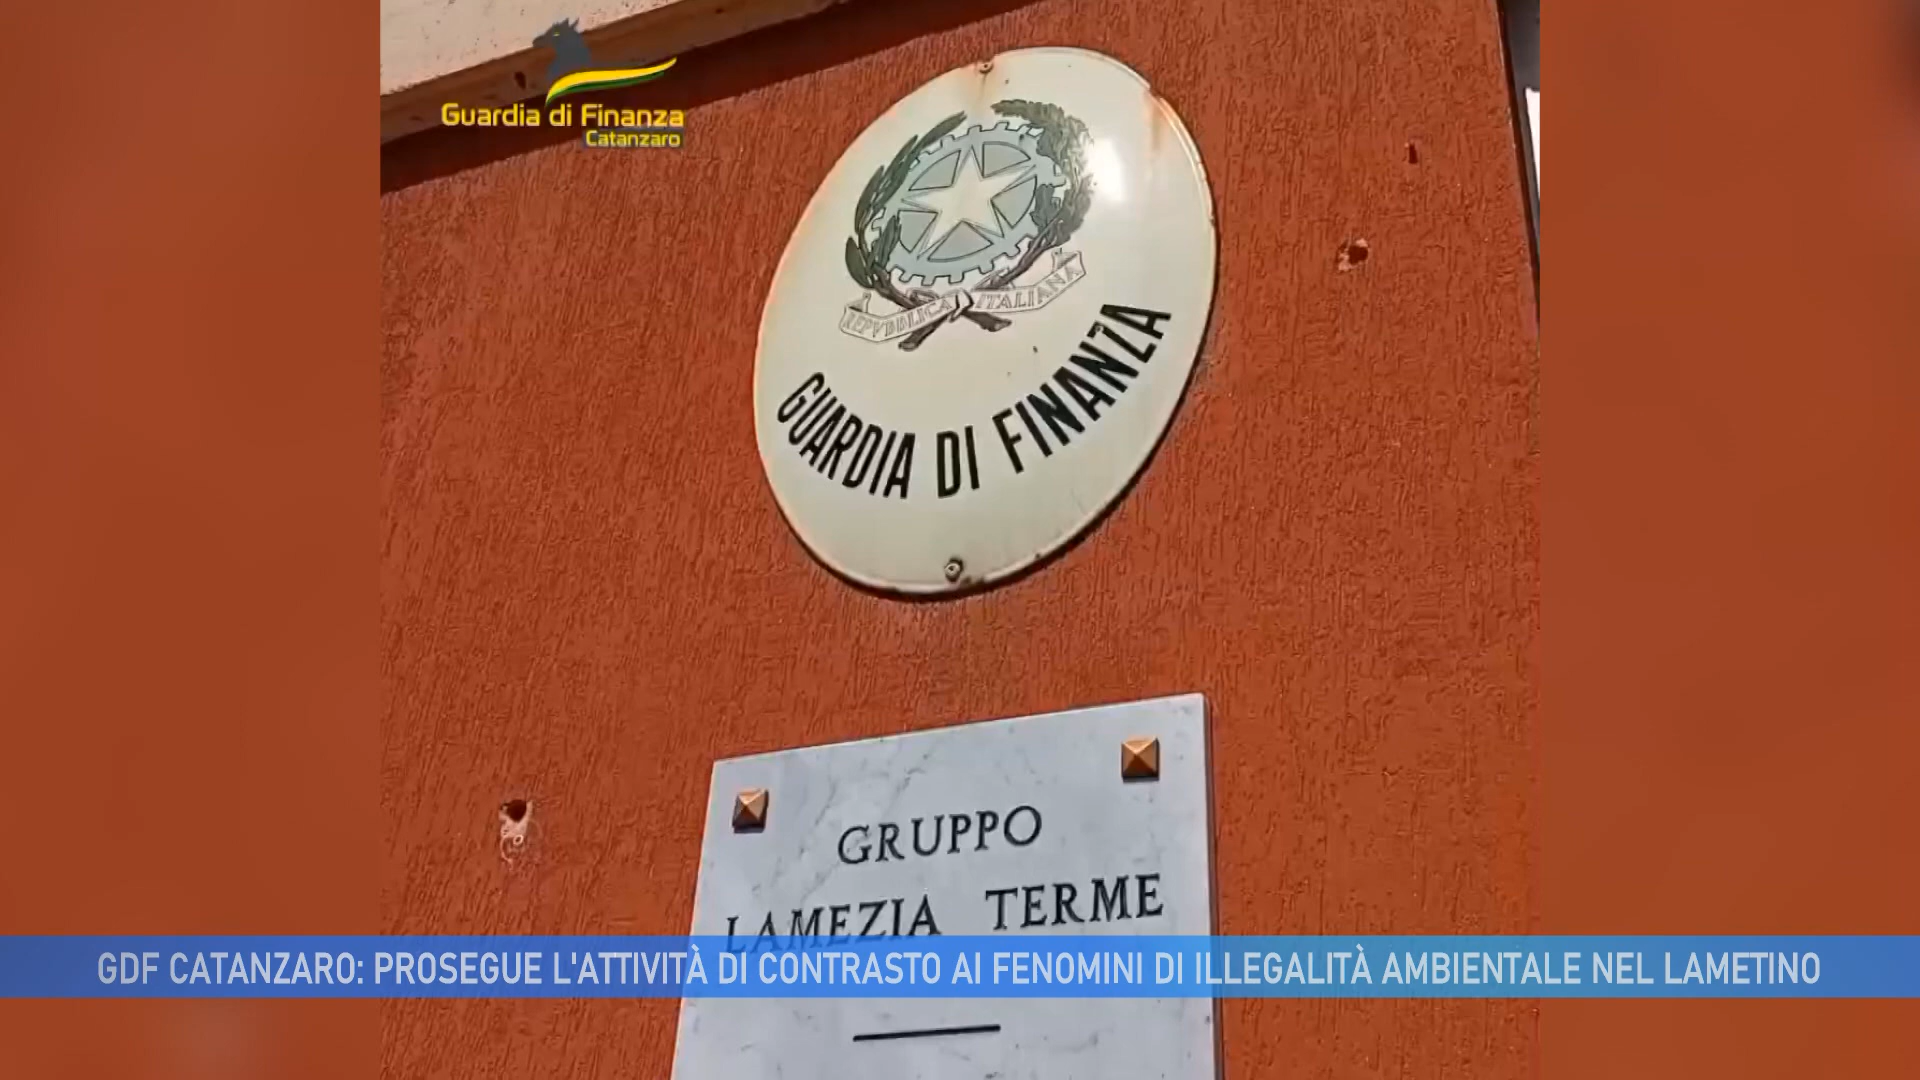 Guardia di Finanza
Catanzaro
REPVBBLICA ITALIANA
GUARDIA DI FINANZA
GRUPPO
LAMEZIA TERME
GDF CATANZARO: PROSEGUE L'ATTIVITÀ DI CONTRASTO AI FENOMINI DI ILLEGALITÀ AMBIENTALE NEL LAMETINO